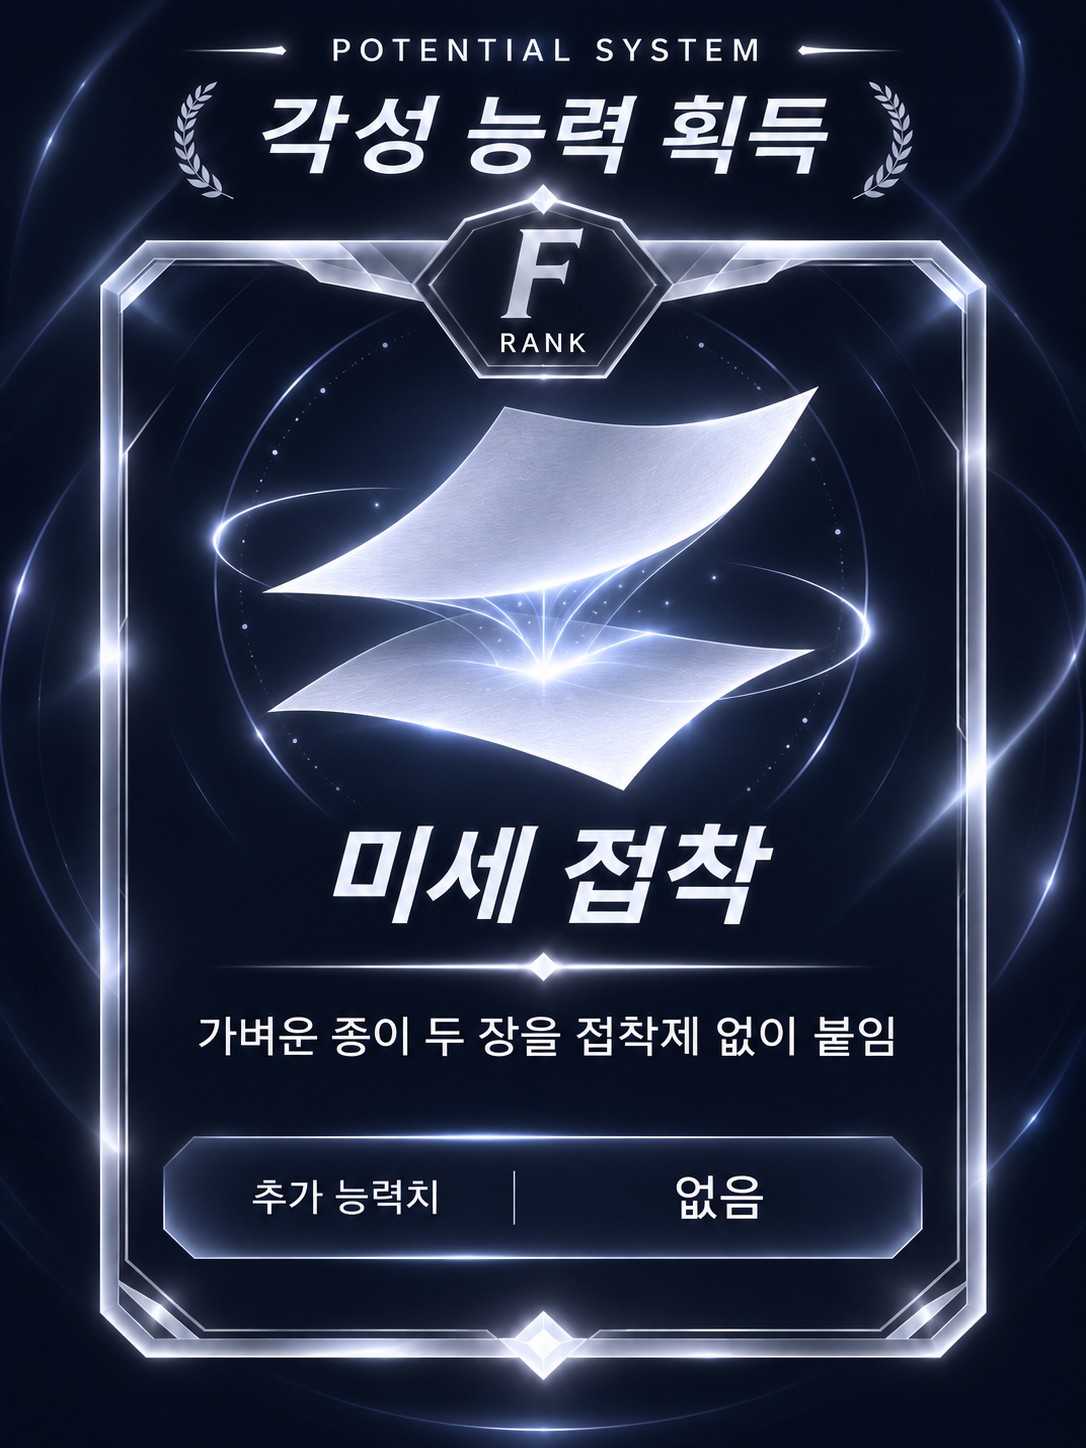 POTENTIAL SYSTEM
각성 능력 획득
F
RANK
미세 접착
가벼운 종이 두 장을 접착제 없이 붙임
추가 능력치 없음